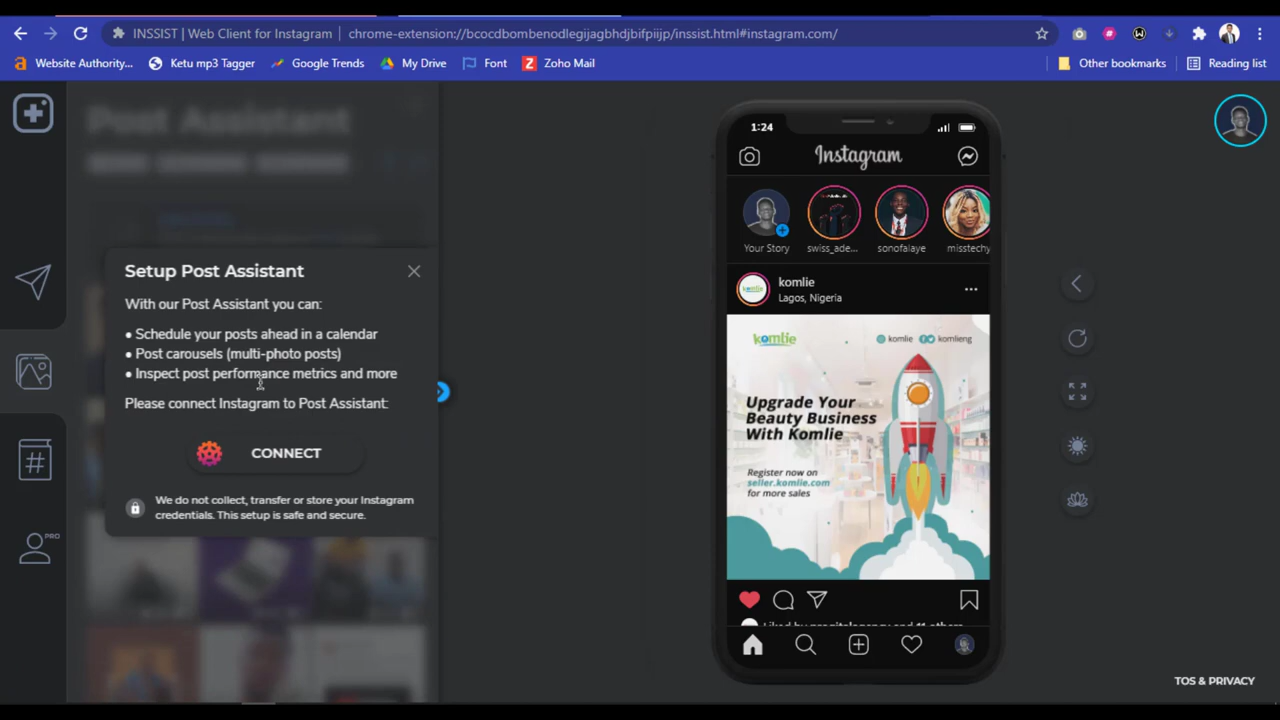 INSSIST | Web Client for Instagram
chrome-extension://bcocdbombenodlegijagbhdjbifpiijp/inssist.html#instagram.com/
Website Authority...
Ketu mp3 Tagger
Google Trends
My Drive
Font
Zoho Mail
Other bookmarks
Reading list
Post Assistant
Setup Post Assistant
With our Post Assistant you can:
• Schedule your posts ahead in a calendar
• Post carousels (multi-photo posts)
• Inspect post performance metrics and more
Please connect Instagram to Post Assistant:
CONNECT
We do not collect, transfer or store your Instagram
credentials. This setup is safe and secure.
PRO
1:24
Instagram
Your Story
swiss_ade...
sonofalaye
misstechy
komlie
Lagos, Nigeria
komlie
komlie
komlieng
Upgrade Your
Beauty Business
With Komlie
Register now on
seller.komlie.com
for more sales
TOS & PRIVACY